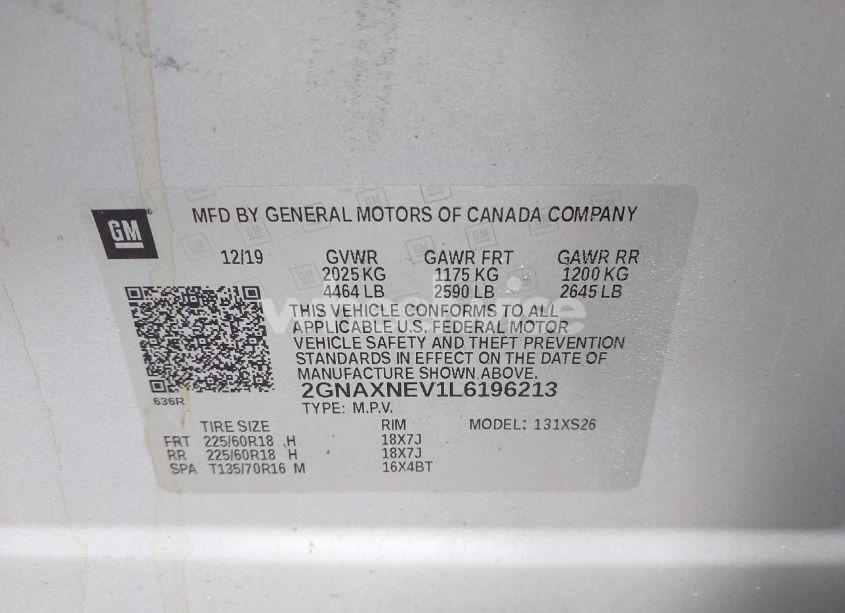 GM
MFD BY GENERAL MOTORS OF CANADA COMPANY
12/19 GVWR GAWR FRT GAWR RR
2025 KG 1175 KG 1200 KG
4464 LB 2590 LB 2645 LB
THIS VEHICLE CONFORMS TO ALL
APPLICABLE U.S. FEDERAL MOTOR
VEHICLE SAFETY AND THEFT PREVENTION
STANDARDS IN EFFECT ON THE DATE OF
MANUFACTURE SHOWN ABOVE.
2GNAXNEV1L6196213
636R
TYPE: M.P.V.
TIRE SIZE RIM MODEL: 131XS26
FRT 225/60R18 H 18X7J
RR 225/60R18 H 18X7J
SPA T135/70R16 M 16X4BT